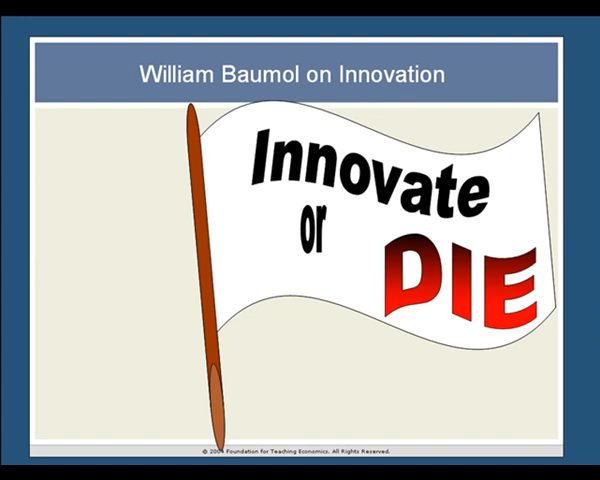 William Baumol on Innovation
Innovate
or
DIE
© Foundation for Teaching Economics. All Rights Reserved.